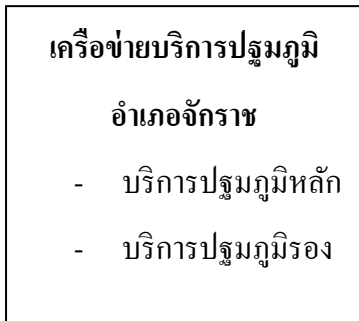 เครือข่ายบริการปฐมภูมิ
อำเภอจักราช
- บริการปฐมภูมิหลัก
- บริการปฐมภูมิรอง